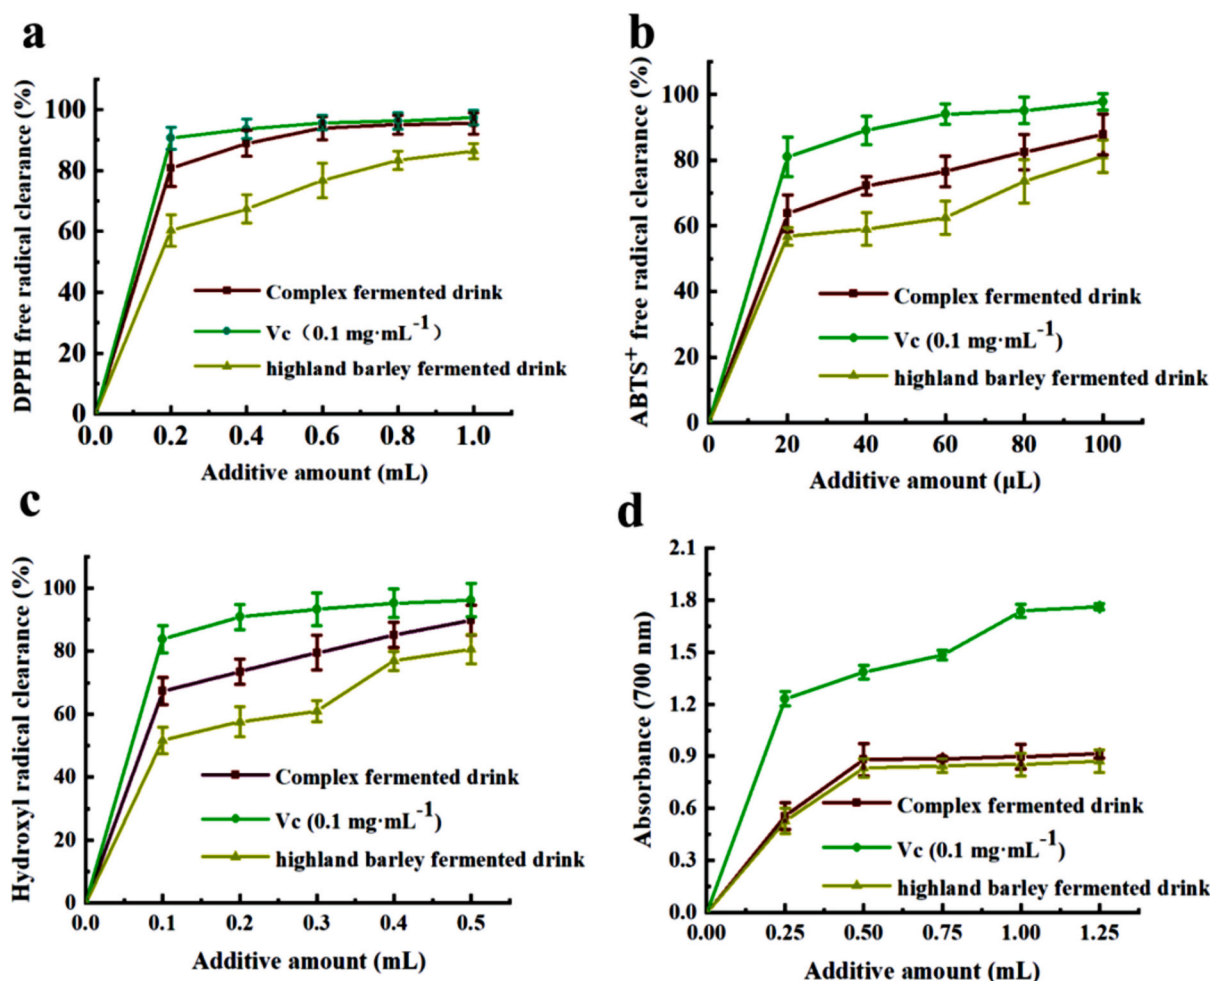 a
DPPH free radical clearance (%)
100
80
60
40
20
0
0.0 0.2 0.4 0.6 0.8 1.0
Additive amount (mL)
Complex fermented drink
Vc（0.1 mg·mL⁻¹）
highland barley fermented drink
b
ABTS⁺ free radical clearance (%)
100
80
60
40
20
0
0 20 40 60 80 100
Additive amount (μL)
Complex fermented drink
Vc (0.1 mg·mL⁻¹)
highland barley fermented drink
c
Hydroxyl radical clearance (%)
100
80
60
40
20
0
0.0 0.1 0.2 0.3 0.4 0.5
Additive amount (mL)
Complex fermented drink
Vc (0.1 mg·mL⁻¹)
highland barley fermented drink
d
Absorbance (700 nm)
2.1
1.8
1.5
1.2
0.9
0.6
0.3
0.0
0.00 0.25 0.50 0.75 1.00 1.25
Additive amount (mL)
Complex fermented drink
Vc (0.1 mg·mL⁻¹)
highland barley fermented drink